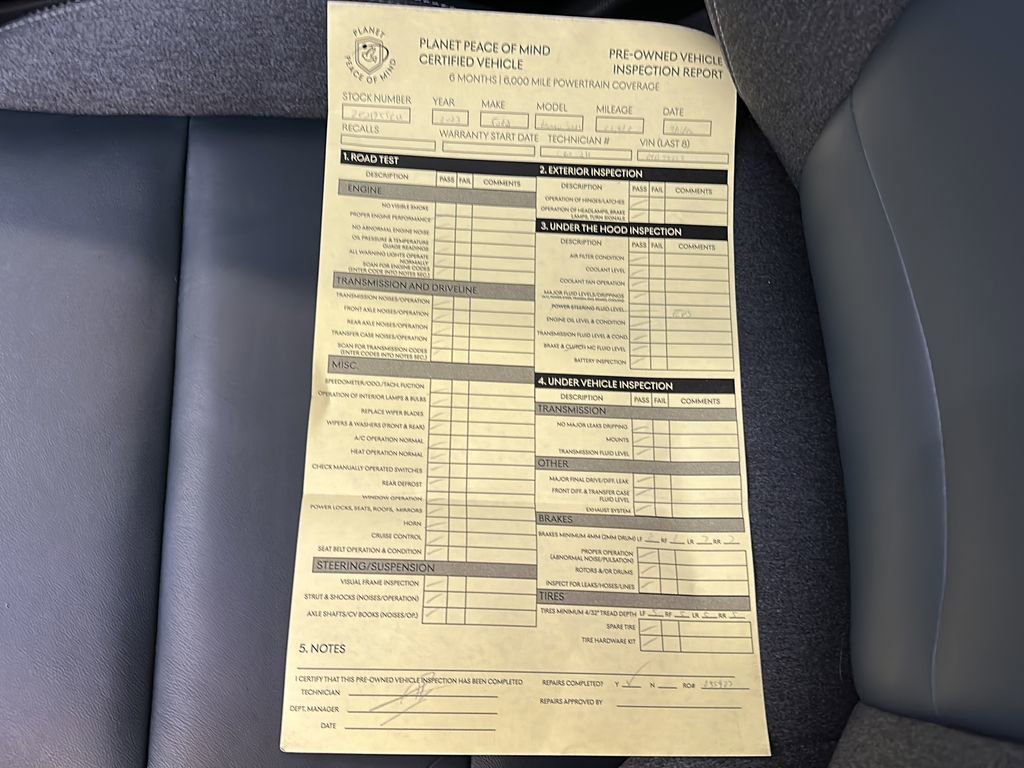 PLANET
PEACE OF MIND
PLANET PEACE OF MIND
CERTIFIED VEHICLE
6 MONTHS | 6,000 MILE POWERTRAIN COVERAGE
PRE-OWNED VEHICLE
INSPECTION REPORT
STOCK NUMBER YEAR MAKE MODEL MILEAGE DATE
RECALLS WARRANTY START DATE TECHNICIAN # VIN (LAST 8)
1. ROAD TEST
DESCRIPTION PASS FAIL COMMENTS
ENGINE
NO VISIBLE SMOKE
PROPER ENGINE PERFORMANCE
NO ABNORMAL ENGINE NOISE
OIL PRESSURE & TEMPERATURE
GUAGE READINGS
ALL WARNING LIGHTS OPERATE
NORMALLY
SCAN FOR ENGINE CODES
(ENTER CODE INTO NOTES SEC.)
TRANSMISSION AND DRIVELINE
TRANSMISSION NOISES/OPERATION
FRONT AXLE NOISES/OPERATION
REAR AXLE NOISES/OPERATION
TRANSFER CASE NOISES/OPERATION
SCAN FOR TRANSMISSION CODES
(ENTER CODES INTO NOTES SEC.)
MISC.
SPEEDOMETER/ODO./TACH. FUCTION
OPERATION OF INTERIOR LAMPS & BULBS
REPLACE WIPER BLADES
WIPERS & WASHERS (FRONT & REAR)
A/C OPERATION NORMAL
HEAT OPERATION NORMAL
CHECK MANUALLY OPERATED SWITCHES
REAR DEFROST
WINDOW OPERATION
POWER LOCKS, SEATS, ROOFS, MIRRORS
HORN
CRUISE CONTROL
SEAT BELT OPERATION & CONDITION
STEERING/SUSPENSION
VISUAL FRAME INSPECTION
STRUT & SHOCKS (NOISES/OPERATION)
AXLE SHAFTS/CV BOOKS (NOISES/OP.)
2. EXTERIOR INSPECTION
DESCRIPTION PASS FAIL COMMENTS
OPERATION OF HINGES/LATCHES
OPERATION OF HEADLAMPS, BRAKE
LAMPS, TURN SIGNALS
3. UNDER THE HOOD INSPECTION
DESCRIPTION PASS FAIL COMMENTS
AIR FILTER CONDITION
COOLANT LEVEL
COOLANT FAN OPERATION
MAJOR FLUID LEVELS/DRIPPINGS
POWER STEERING FLUID LEVEL
ENGINE OIL LEVEL & CONDITION
TRANSMISSION FLUID LEVEL & COND.
BRAKE & CLUTCH MC FLUID LEVEL
BATTERY INSPECTION
4. UNDER VEHICLE INSPECTION
DESCRIPTION PASS FAIL COMMENTS
TRANSMISSION
NO MAJOR LEAKS DRIPPING
MOUNTS
TRANSMISSION FLUID LEVEL
OTHER
MAJOR FINAL DRIVE/DIFF. LEAK
FRONT DIFF. & TRANSFER CASE
FLUID LEVEL
EXHAUST SYSTEM
BRAKES
BRAKES MINIMUM 4MM (2MM DRUM) LF RF LR RR
PROPER OPERATION
(ABNORMAL NOISE/PULSATION)
ROTORS &/OR DRUMS
INSPECT FOR LEAKS/HOSES/LINES
TIRES
TIRES MINIMUM 4/32" TREAD DEPTH LF RF LR RR
SPARE TIRE
TIRE HARDWARE KIT
5. NOTES
I CERTIFY THAT THIS PRE-OWNED VEHICLE INSPECTION HAS BEEN COMPLETED
TECHNICIAN
DEPT. MANAGER
DATE
REPAIRS COMPLETED? Y N RO#
REPAIRS APPROVED BY